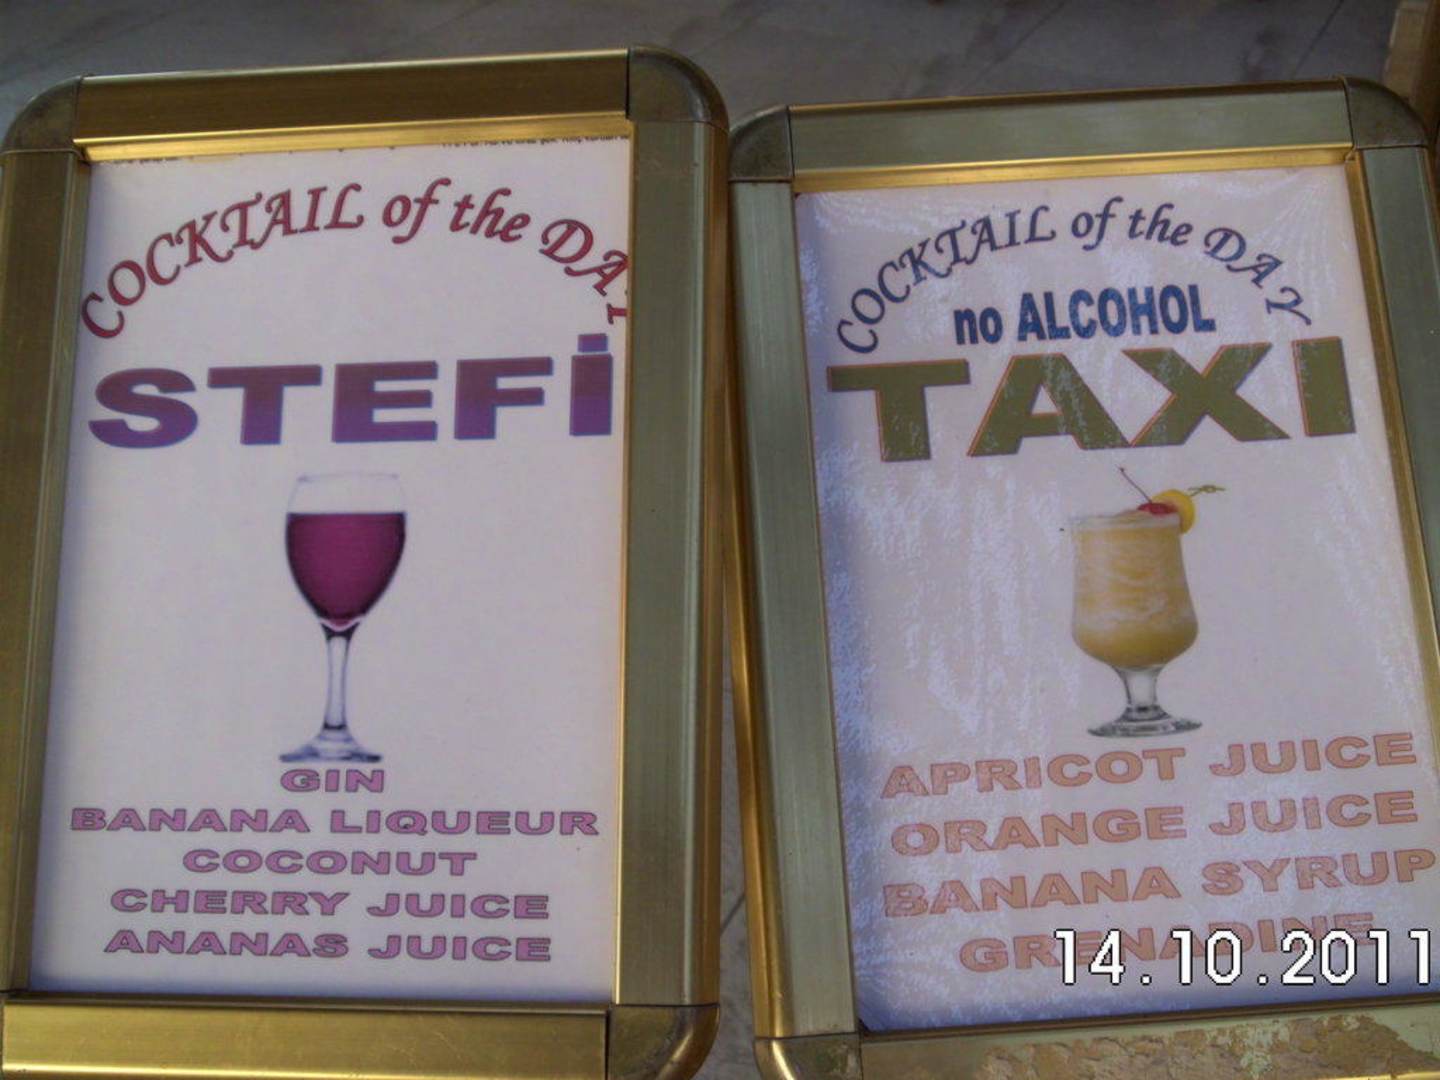 COCKTAIL of the DAY
STEFİ
GIN
BANANA LIQUEUR
COCONUT
CHERRY JUICE
ANANAS JUICE
COCKTAIL of the DAY
no ALCOHOL
TAXI
APRICOT JUICE
ORANGE JUICE
BANANA SYRUP
GRENADINE
14.10.2011